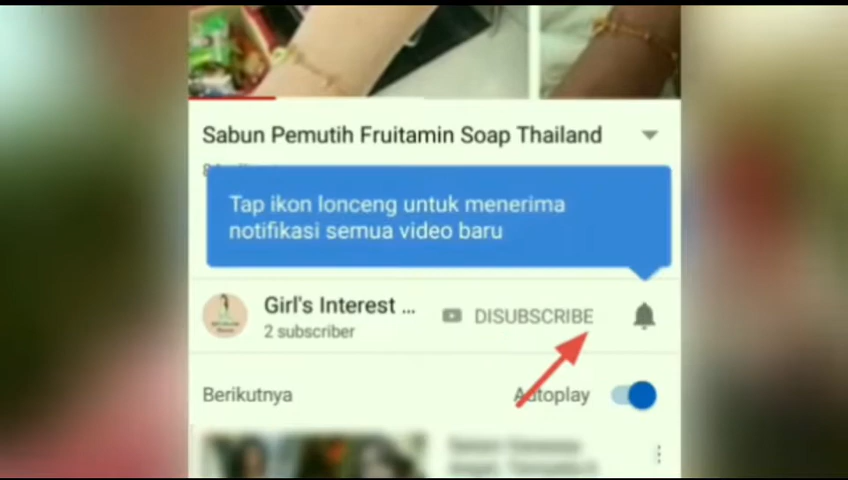 Sabun Pemutih Fruitamin Soap Thailand
Tap ikon lonceng untuk menerima
notifikasi semua video baru
Girl's Interest ...
DISUBSCRIBE
2 subscriber
Berikutnya
Autoplay